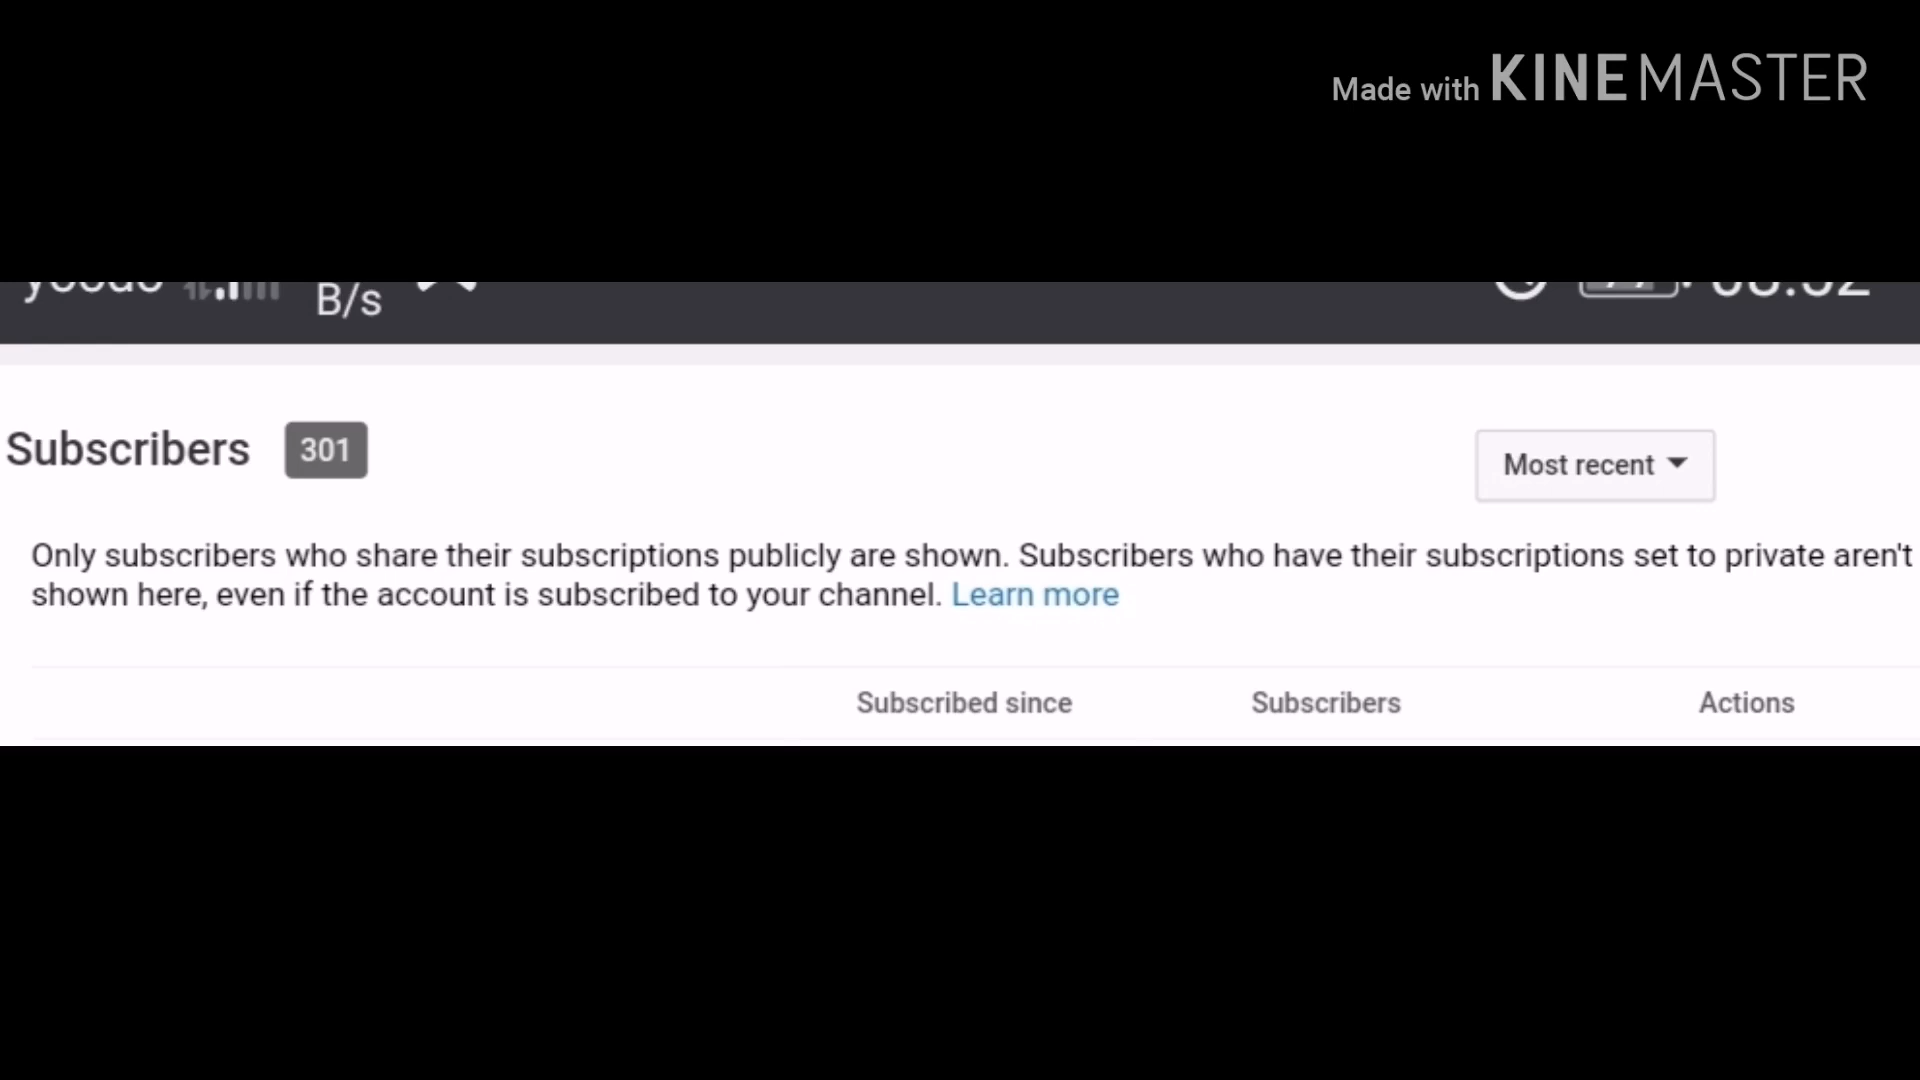 Made with KINEMASTER
B/s
Subscribers 301
Most recent
Only subscribers who share their subscriptions publicly are shown. Subscribers who have their subscriptions set to private aren't
shown here, even if the account is subscribed to your channel. Learn more
Subscribed since Subscribers Actions